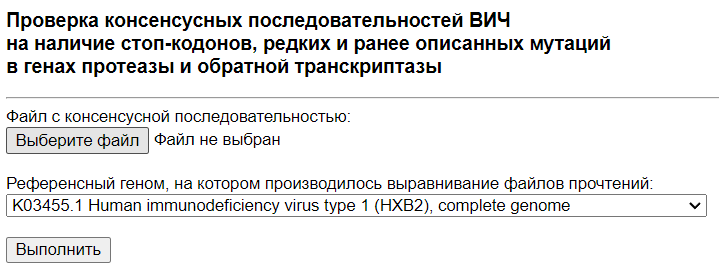 Проверка консенсусных последовательностей ВИЧ
на наличие стоп-кодонов, редких и ранее описанных мутаций
в генах протеазы и обратной транскриптазы
Файл с консенсусной последовательностью:
Выберите файл Файл не выбран
Референсный геном, на котором производилось выравнивание файлов прочтений:
K03455.1 Human immunodeficiency virus type 1 (HXB2), complete genome
Выполнить